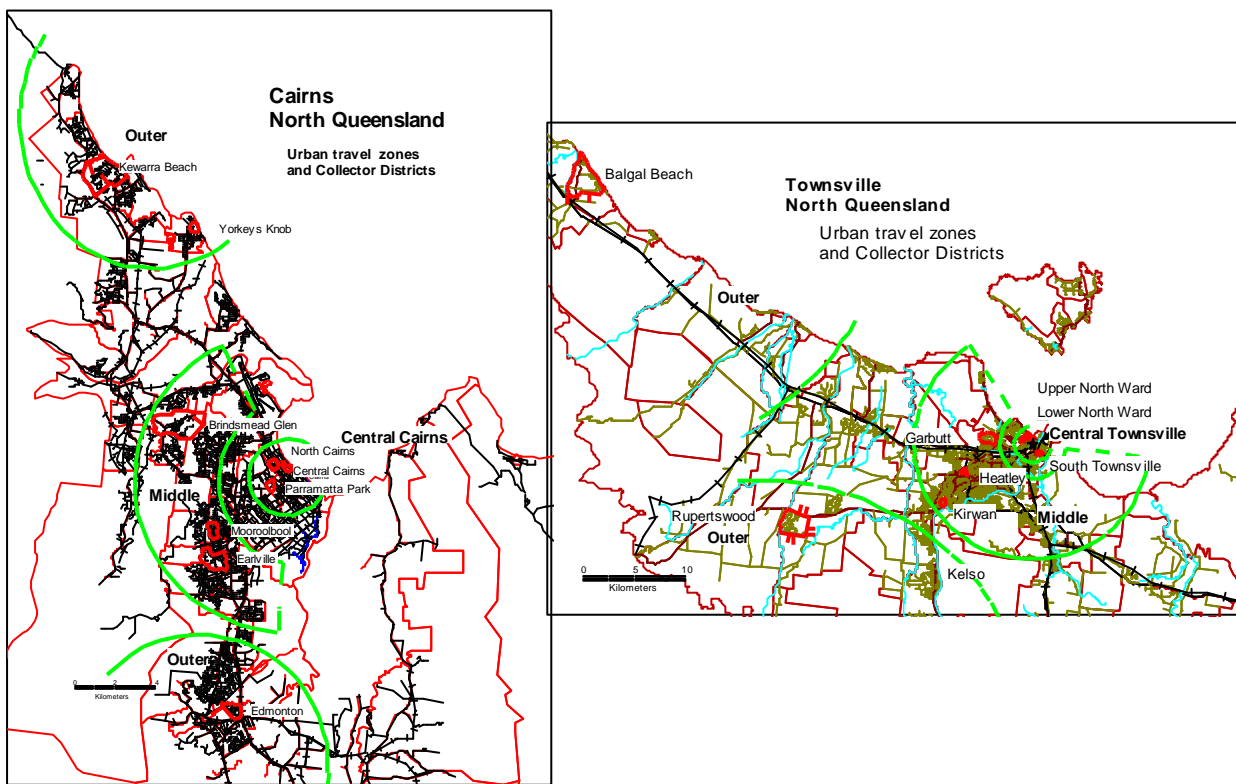 Cairns
North Queensland
Urban travel zones
and Collector Districts
Outer
Kewarra Beach
Yorkeys Knob
Brindsmead Glen
North Cairns
Central Cairns
Central Cairns
Parramatta Park
Middle
Mooroolbool
Earlville
Outer
0 2 4
Kilometers
Edmonton
Balgal Beach
Townsville
North Queensland
Urban travel zones
and Collector Districts
Outer
Upper North Ward
Lower North Ward
Garbutt
Central Townsville
South Townsville
Heatley
Kirwan
Middle
Rupertswood
Outer
Kelso
0 5 10
Kilometers